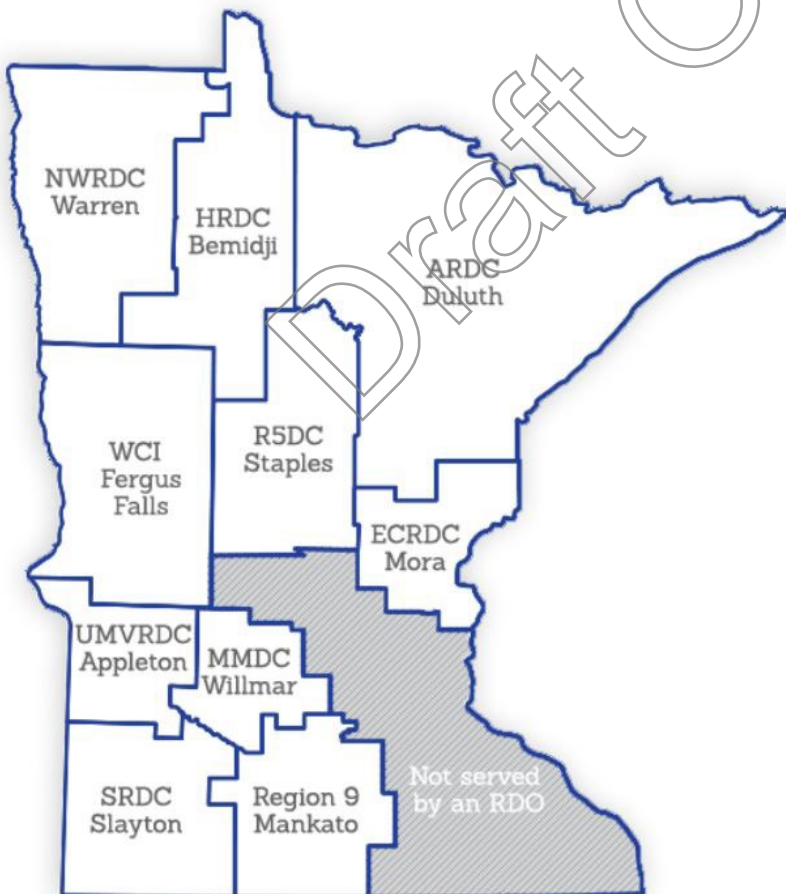 Draft
NWRDC
Warren
HRDC
Bemidji
ARDC
Duluth
WCI
Fergus
Falls
R5DC
Staples
ECRDC
Mora
UMVRDC
Appleton
MMDC
Willmar
SRDC
Slayton
Region 9
Mankato
Not served
by an RDO